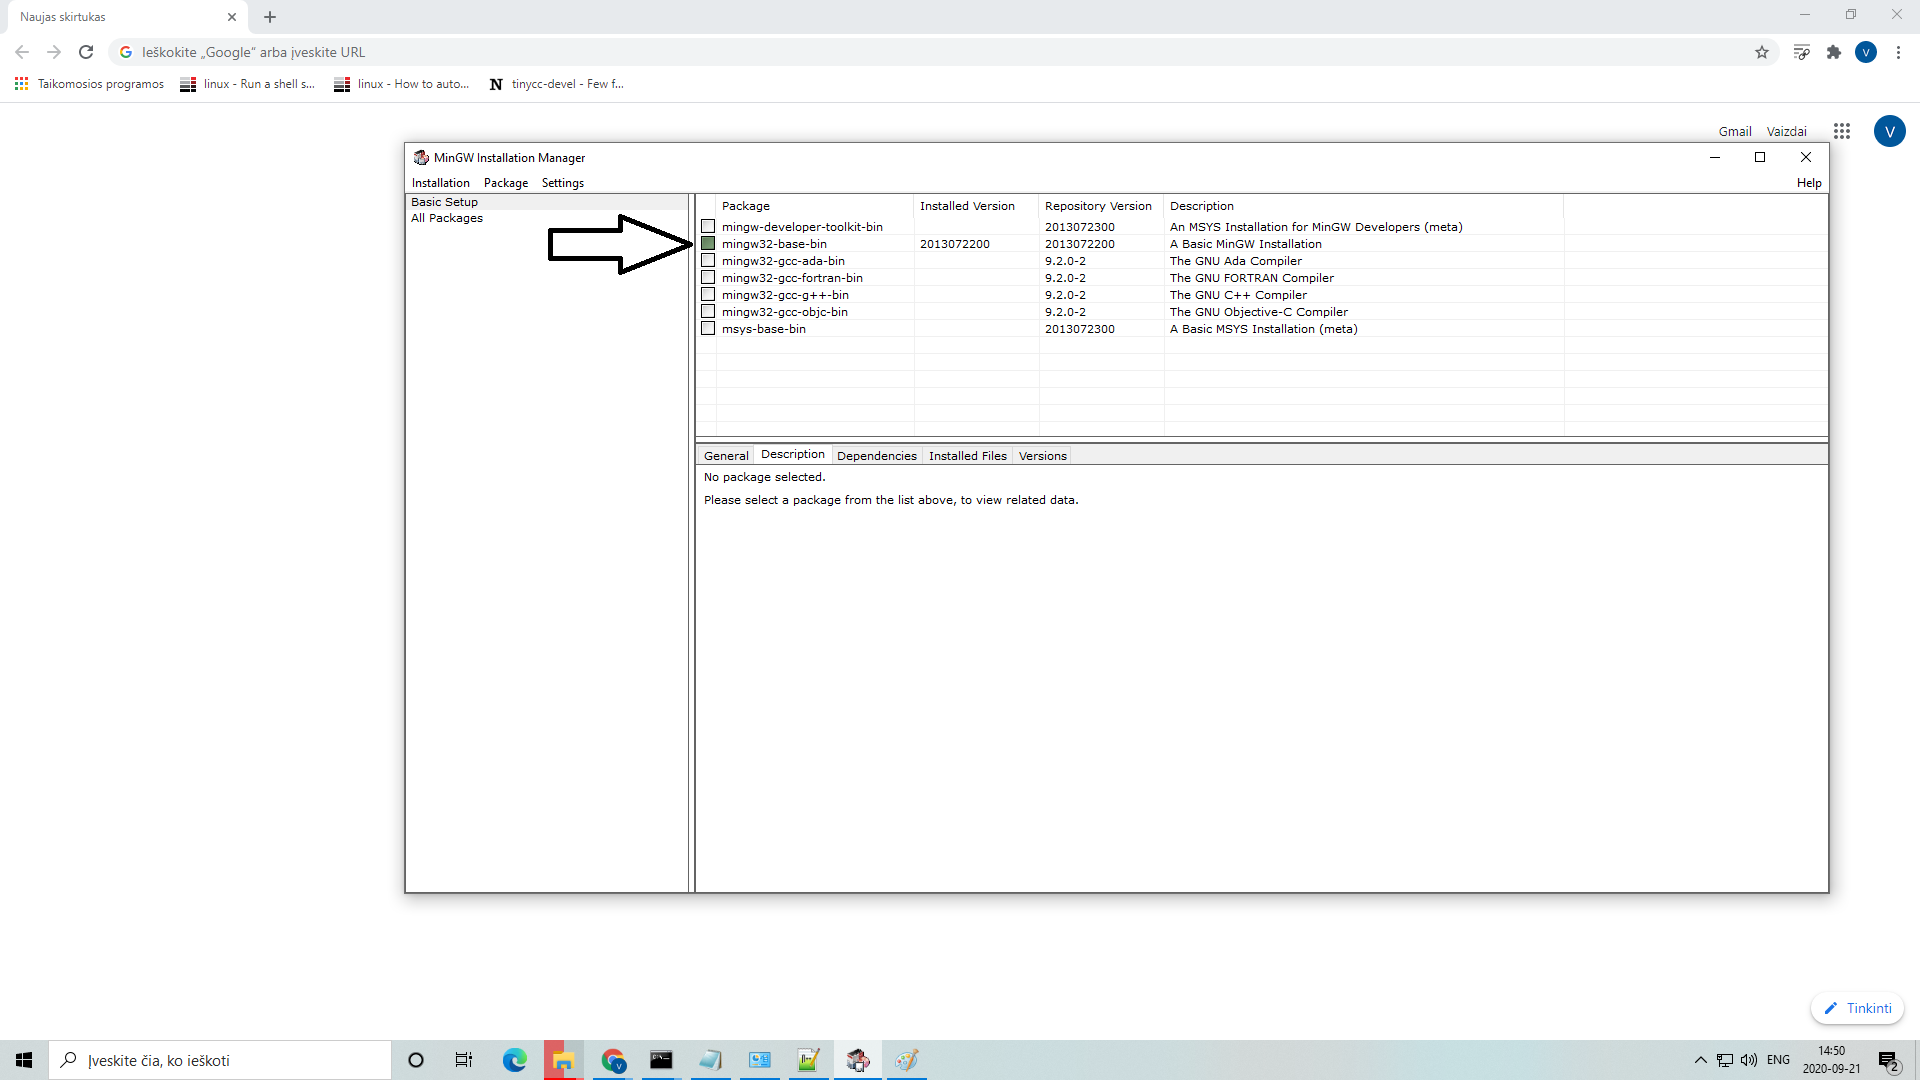 Naujas skirtukas
Ieškokite „Google“ arba įveskite URL
V
Taikomosios programos
linux - Run a shell s...
linux - How to auto...
N
tinycc-devel - Few f...
Gmail
Vaizdai
V
MinGW Installation Manager
Installation Package Settings Help
Basic Setup
All Packages
Package Installed Version Repository Version Description
mingw-developer-toolkit-bin 2013072300 An MSYS Installation for MinGW Developers (meta)
mingw32-base-bin 2013072200 2013072200 A Basic MinGW Installation
mingw32-gcc-ada-bin 9.2.0-2 The GNU Ada Compiler
mingw32-gcc-fortran-bin 9.2.0-2 The GNU FORTRAN Compiler
mingw32-gcc-g++-bin 9.2.0-2 The GNU C++ Compiler
mingw32-gcc-objc-bin 9.2.0-2 The GNU Objective-C Compiler
msys-base-bin 2013072300 A Basic MSYS Installation (meta)
General Description Dependencies Installed Files Versions
No package selected.
Please select a package from the list above, to view related data.
Tinkinti
Įveskite čia, ko ieškoti
V
ENG
14:50
2020-09-21
2